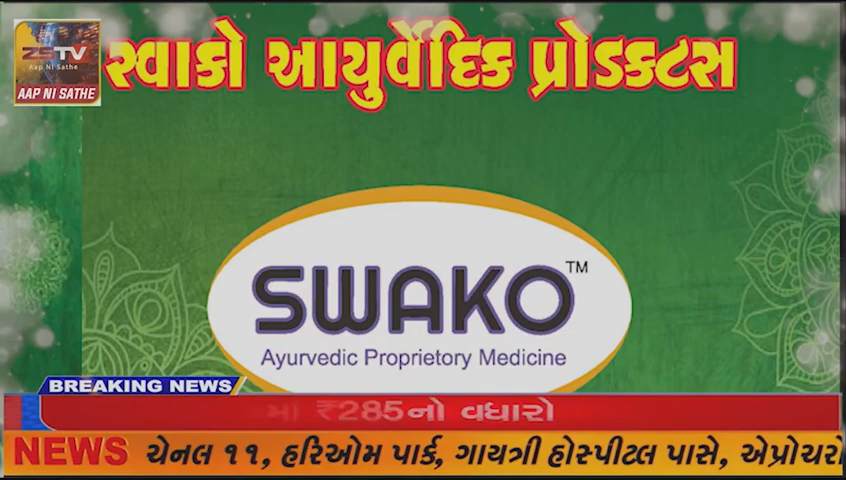 ZSTV
Aap Ni Sathe
AAP NI SATHE
સ્વાકો આયુર્વેદિક પ્રોડક્ટસ
SWAKO™
Ayurvedic Proprietory Medicine
BREAKING NEWS
માં ₹285નો વધારો
NEWS ચેનલ ૧૧, હરિઓમ પાર્ક, ગાયત્રી હોસ્પીટલ પાસે, એપ્રોચરો